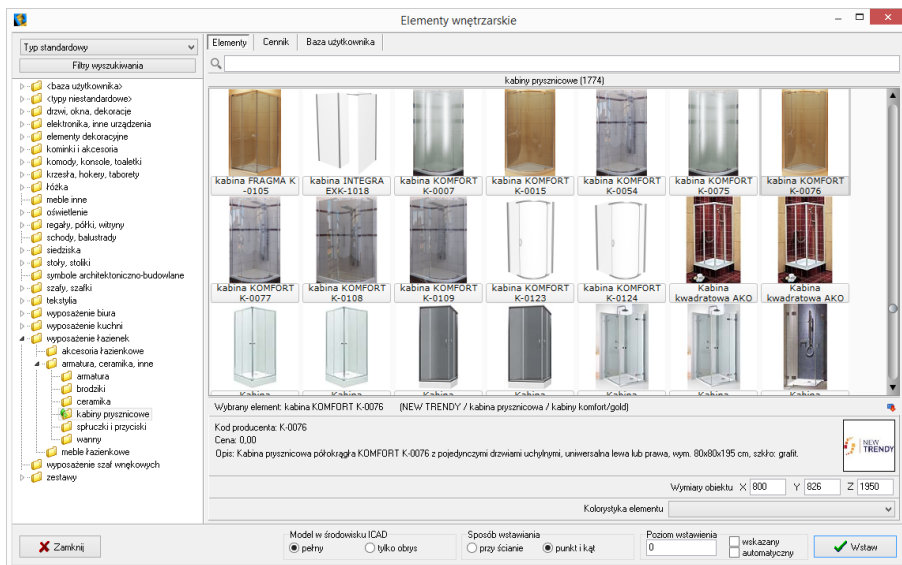 Elementy wnętrzarskie
Typ standardowy
Filtry wyszukiwania
<baza użytkownika>
<typy niestandardowe>
drzwi, okna, dekoracje
elektronika, inne urządzenia
elementy dekoracyjne
kominki i akcesoria
komody, konsole, toaletki
krzesła, hokery, taborety
łóżka
meble inne
oświetlenie
regały, półki, witryny
schody, balustrady
siedziska
stoły, stoliki
symbole architektoniczno-budowlane
szafy, szafki
tekstylia
wyposażenie biura
wyposażenie kuchni
wyposażenie łazienek
akcesoria łazienkowe
armatura, ceramika, inne
armatura
brodziki
ceramika
kabiny prysznicowe
spłuczki i przyciski
wanny
meble łazienkowe
wyposażenie szaf wnękowych
zestawy
Elementy Cennik Baza użytkownika
kabiny prysznicowe (1774)
kabina FRAGMA K kabina INTEGRA kabina KOMFORT kabina KOMFORT kabina KOMFORT kabina KOMFORT kabina KOMFORT
-0105 EXK-1018 K-0007 K-0015 K-0054 K-0075 K-0076
kabina KOMFORT kabina KOMFORT kabina KOMFORT kabina KOMFORT kabina KOMFORT Kabina Kabina
K-0077 K-0108 K-0109 K-0123 K-0124 kwadratowa AKO kwadratowa AKO
Kabina Kabina Kabina Kabina Kabina Kabina Kabina
Wybrany element: kabina KOMFORT K-0076 (NEW TRENDY / kabina prysznicowa / kabiny komfort/gold)
Kod producenta: K-0076
Cena: 0,00
Opis: Kabina prysznicowa półokrągła KOMFORT K-0076 z pojedynczymi drzwiami uchylnymi, uniwersalna lewa lub prawa, wym. 80x80x195 cm, szkło: grafit.
NEW
TRENDY
Wymiary obiektu X 800 Y 826 Z 1950
Kolorystyka elementu
Zamknij
Model w środowisku ICAD
pełny tylko obrys
Sposób wstawiania
przy ścianie punkt i kąt
Poziom wstawienia
0
wskazany
automatyczny
Wstaw